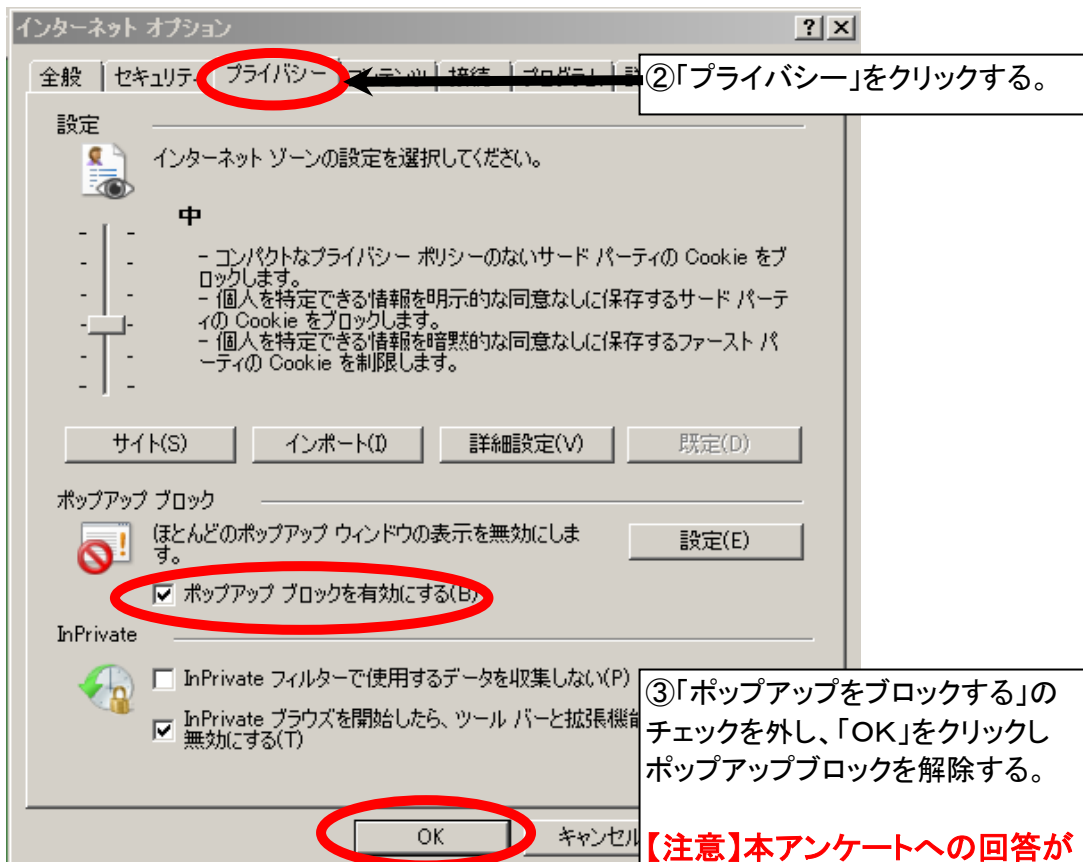 インターネット オプション
全般 セキュリティ プライバシー コンテンツ 接続 プログラム
②「プライバシー」をクリックする。
設定
インターネット ゾーンの設定を選択してください。
中
- コンパクトなプライバシー ポリシーのないサード パーティの Cookie をブ
ロックします。
- 個人を特定できる情報を明示的な同意なしに保存するサード パーテ
ィの Cookie をブロックします。
- 個人を特定できる情報を暗黙的な同意なしに保存するファースト パ
ーティの Cookie を制限します。
サイト(S) インポート(I) 詳細設定(V) 既定(D)
ポップアップ ブロック
ほとんどのポップアップ ウィンドウの表示を無効にしま
す。
設定(E)
ポップアップ ブロックを有効にする(B)
InPrivate
InPrivate フィルターで使用するデータを収集しない(P)
InPrivate ブラウズを開始したら、ツール バーと拡張機能
無効にする(T)
③「ポップアップをブロックする」の
チェックを外し、「OK」をクリックし
ポップアップブロックを解除する。
OK キャンセル
【注意】本アンケートへの回答が